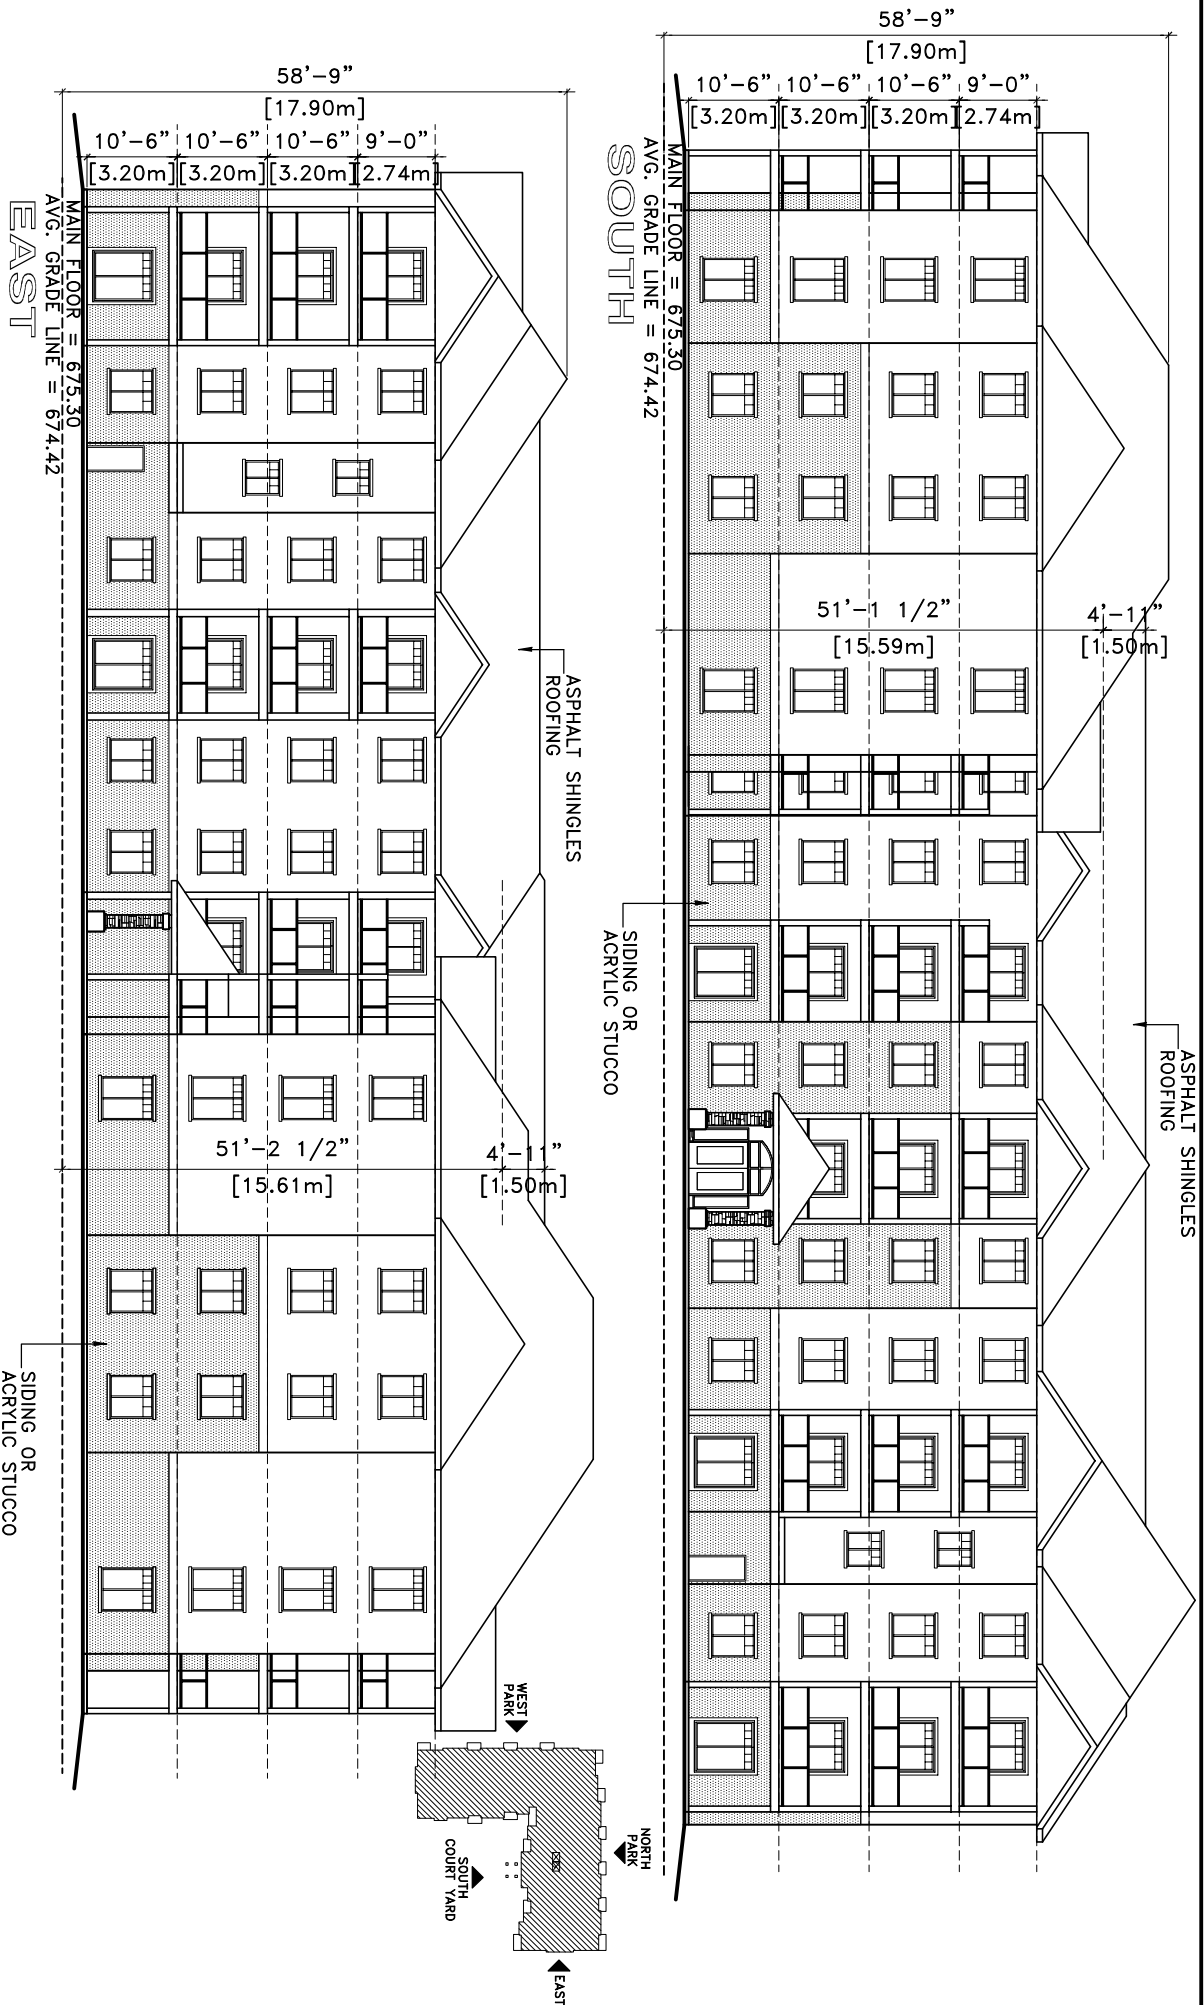 58'-9"
[17.90m]
10'-6" 10'-6" 10'-6" 9'-0"
[3.20m] [3.20m] [3.20m] [2.74m]
MAIN FLOOR = 675.30
AVG. GRADE LINE = 674.42
SOUTH
51'-1 1/2"
[15.59m]
4'-11"
[1.50m]
SIDING OR
ACRYLIC STUCCO
ASPHALT SHINGLES
ROOFING
58'-9"
[17.90m]
10'-6" 10'-6" 10'-6" 9'-0"
[3.20m] [3.20m] [3.20m] [2.74m]
MAIN FLOOR = 675.30
AVG. GRADE LINE = 674.42
EAST
ASPHALT SHINGLES
ROOFING
51'-2 1/2"
[15.61m]
4'-11"
[1.50m]
SIDING OR
ACRYLIC STUCCO
WEST
PARK
NORTH
PARK
SOUTH
COURT YARD
EAST